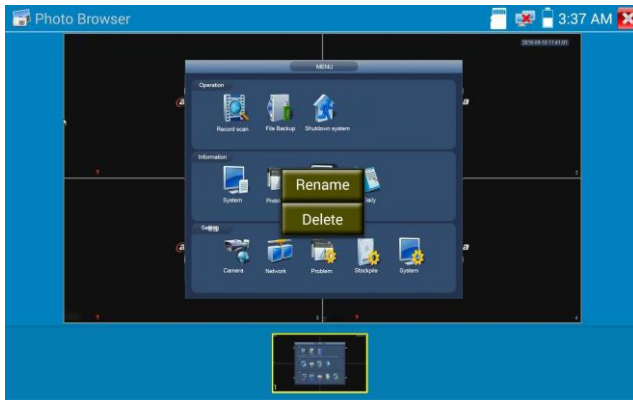 Photo Browser
3:37 AM
MENU
Operation
Record scan File Backup Shutdown system
Information
System
Rename
Delete
Camera Network Problem Stockpile System